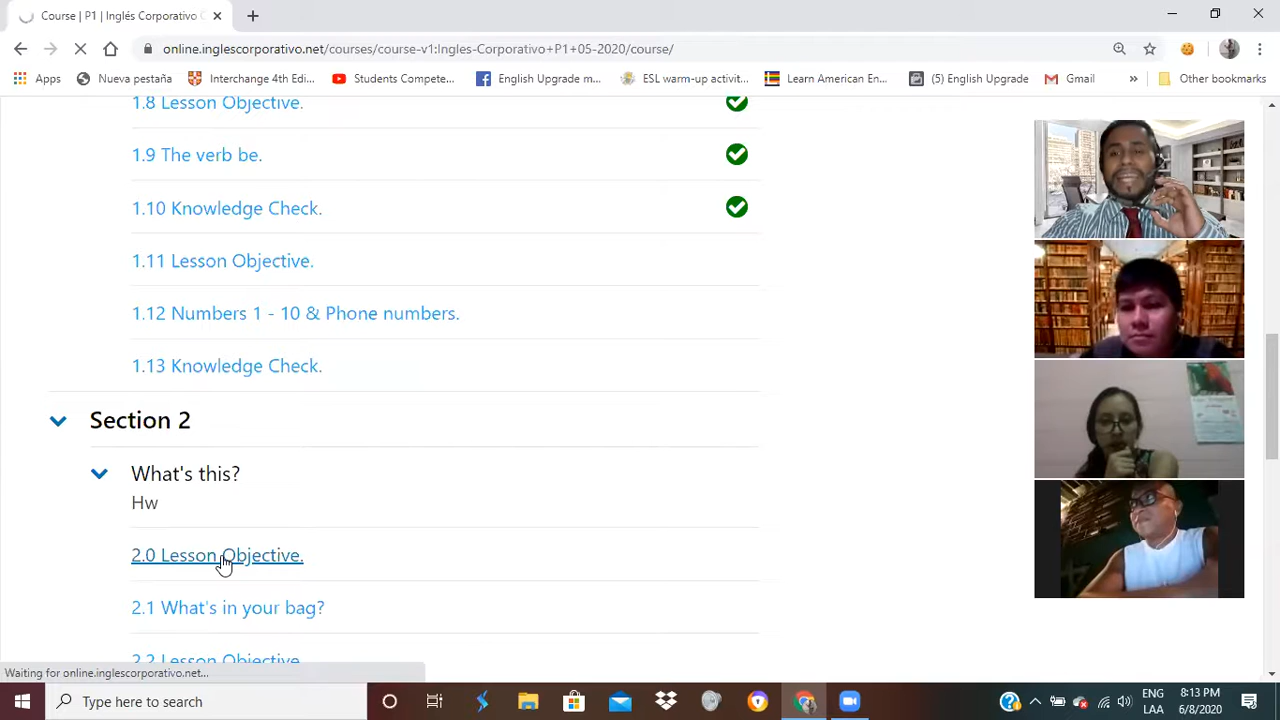 Course | P1 | Inglés Corporativo C
online.inglescorporativo.net/courses/course-v1:Ingles-Corporativo+P1+05-2020/course/
Apps
Nueva pestaña
Interchange 4th Edi...
Students Compete...
English Upgrade m...
ESL warm-up activit...
Learn American En...
(5) English Upgrade
Gmail
»
Other bookmarks
1.8 Lesson Objective.
1.9 The verb be.
1.10 Knowledge Check.
1.11 Lesson Objective.
1.12 Numbers 1 - 10 & Phone numbers.
1.13 Knowledge Check.
Section 2
What's this?
Hw
2.0 Lesson Objective.
2.1 What's in your bag?
2.2 Lesson Objective.
Waiting for online.inglescorporativo.net...
Type here to search
ENG
LAA
8:13 PM
6/8/2020